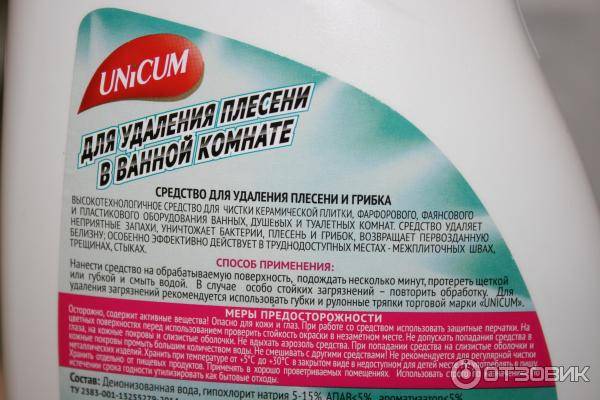 UNiCUM
ДЛЯ УДАЛЕНИЯ ПЛЕСЕНИ
В ВАННОЙ КОМНАТЕ
СРЕДСТВО ДЛЯ УДАЛЕНИЯ ПЛЕСЕНИ И ГРИБКА
ВЫСОКОТЕХНОЛОГИЧНОЕ СРЕДСТВО ДЛЯ ЧИСТКИ КЕРАМИЧЕСКОЙ ПЛИТКИ, ФАРФОРОВОГО, ФАЯНСОВОГО
И ПЛАСТИКОВОГО ОБОРУДОВАНИЯ ВАННЫХ, ДУШЕВЫХ И ТУАЛЕТНЫХ КОМНАТ. СРЕДСТВО УДАЛЯЕТ
НЕПРИЯТНЫЕ ЗАПАХИ, УНИЧТОЖАЕТ БАКТЕРИИ, ПЛЕСЕНЬ И ГРИБОК, ВОЗВРАЩАЕТ ПЕРВОЗДАННУЮ
БЕЛИЗНУ; ОСОБЕННО ЭФФЕКТИВНО ДЕЙСТВУЕТ В ТРУДНОДОСТУПНЫХ МЕСТАХ - МЕЖПЛИТОЧНЫХ ШВАХ,
ТРЕЩИНАХ, СТЫКАХ.
СПОСОБ ПРИМЕНЕНИЯ:
Нанести средство на обрабатываемую поверхность, подождать несколько минут, протереть щеткой
или губкой и смыть водой. В случае особо стойких загрязнений – повторить обработку. Для
удаления загрязнений рекомендуется использовать губки и рулонные тряпки торговой марки «UNICUM».
МЕРЫ ПРЕДОСТОРОЖНОСТИ
Осторожно, содержит активные вещества! Опасно для кожи и глаз. При работе со средством использовать защитные перчатки. На
цветных поверхностях перед использованием проверить стойкость окраски в незаметном месте. Не допускать попадания средства в
глаза, на кожные покровы и слизистые оболочки. Не вдыхать аэрозоль средства. При попадании средства на слизистые оболочки и
кожные покровы промыть большим количеством воды. Не смешивать с другими средствами! Не рекомендуется для регулярной чистки
металлических изделий. Хранить при температуре от +5°С до +30°С в закрытом виде в недоступном для детей месте.
Хранить отдельно от пищевых продуктов. Применять в хорошо проветриваемых помещениях. Использовать
истечении срока годности утилизировать как бытовые отходы.
Состав: Деионизованная вода, гипохлорит натрия 5-15%, АПАВ<5%,
ТУ 2383-001-15255279
ОТЗОВИК